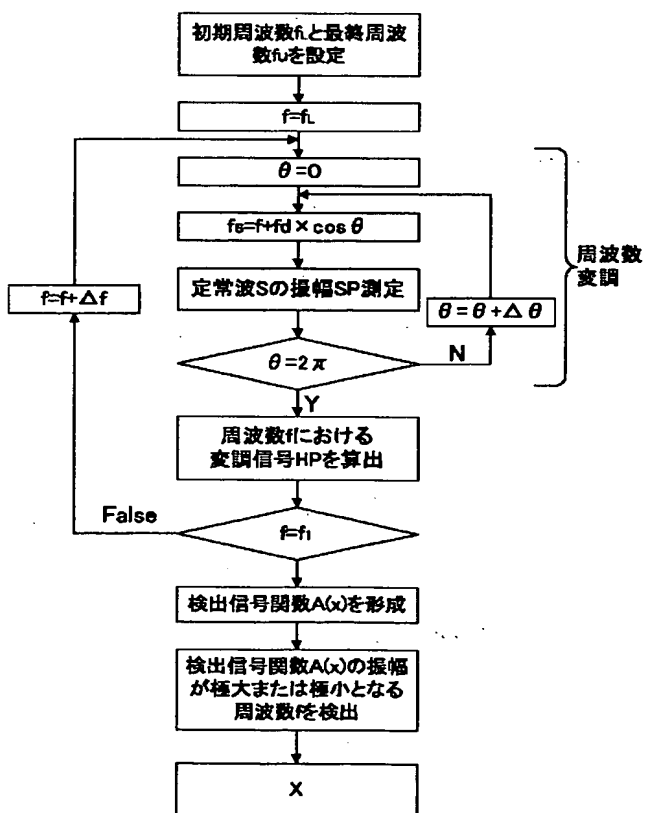 初期周波数fLと最終周波
数fUを設定
f=fL
θ=0
fs=f+fd×cosθ
定常波Sの振幅SP測定
周波数
変調
f=f+Δf
θ=θ+Δθ
θ=2π
N
Y
周波数fにおける
変調信号HPを算出
False
f=f1
検出信号関数A(x)を形成
検出信号関数A(x)の振幅
が極大または極小となる
周波数fを検出
X